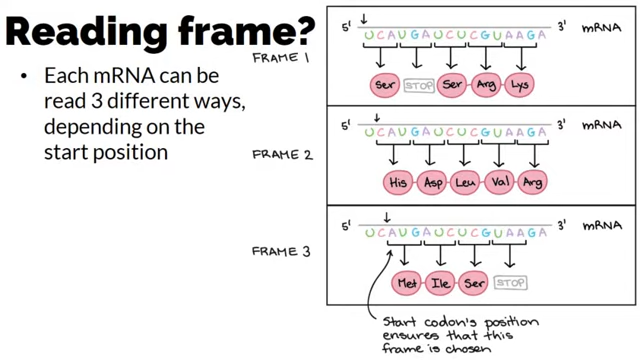 Reading frame?
• Each mRNA can be
read 3 different ways,
depending on the
start position
FRAME 1
5' 3' mRNA
UCAUGAUCUCGUAAGA
Ser STOP Ser Arg Lys
FRAME 2
5' 3' mRNA
UCAUGAUCUCGUAAGA
His Asp Leu Val Arg
FRAME 3
5' 3' mRNA
UCAUGAUCUCGUAAGA
Met Ile Ser STOP
Start codon's position
ensures that this
frame is chosen